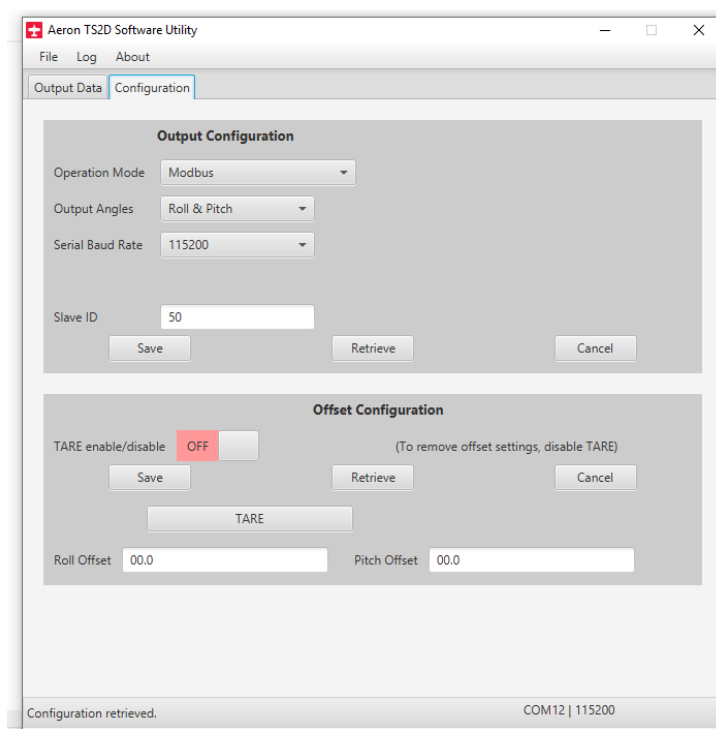 Aeron TS2D Software Utility
File Log About
Output Data Configuration
Output Configuration
Operation Mode Modbus
Output Angles Roll & Pitch
Serial Baud Rate 115200
Slave ID 50
Save Retrieve Cancel
Offset Configuration
TARE enable/disable OFF (To remove offset settings, disable TARE)
Save Retrieve Cancel
TARE
Roll Offset 00.0 Pitch Offset 00.0
Configuration retrieved. COM12 | 115200